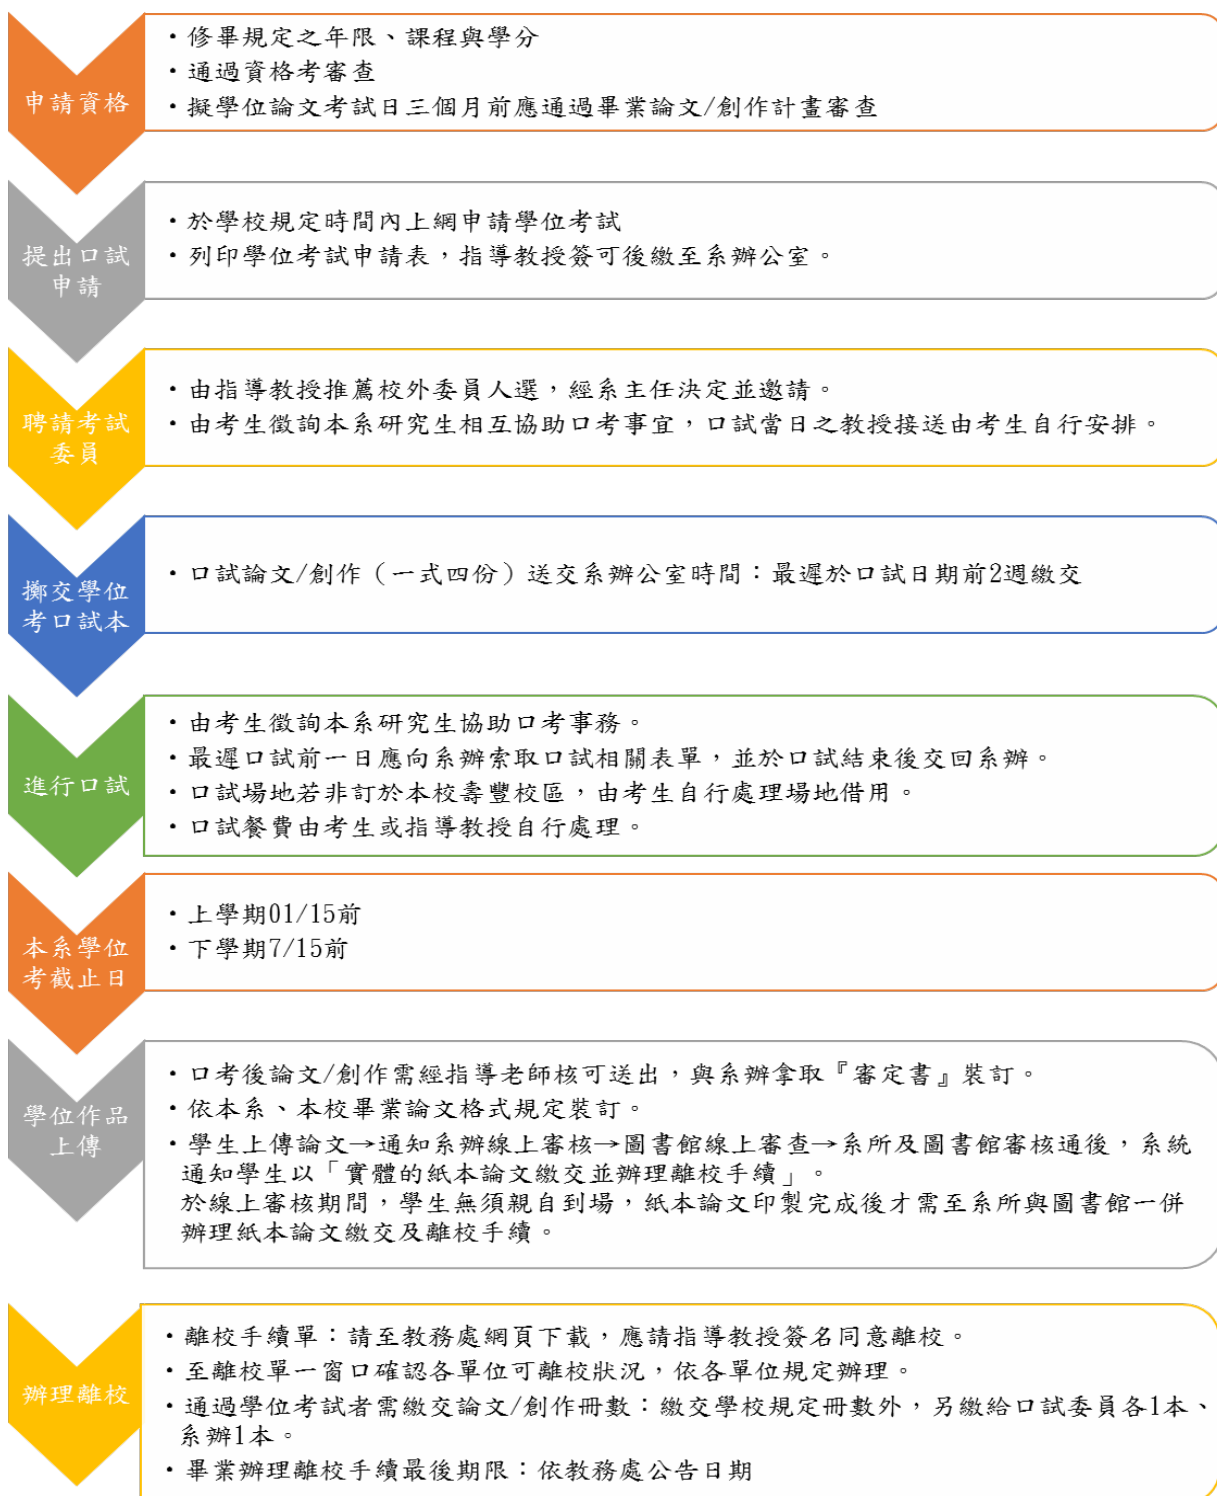 申請資格
・修畢規定之年限、課程與學分
・通過資格考審查
・擬學位論文考試日三個月前應通過畢業論文/創作計畫審查
提出口試
申請
・於學校規定時間內上網申請學位考試
・列印學位考試申請表，指導教授簽可後繳至系辦公室。
聘請考試
委員
・由指導教授推薦校外委員人選，經系主任決定並邀請。
・由考生徵詢本系研究生相互協助口考事宜，口試當日之教授接送由考生自行安排。
擲交學位
考口試本
・口試論文/創作（一式四份）送交系辦公室時間：最遲於口試日期前2週繳交
進行口試
・由考生徵詢本系研究生協助口考事務。
・最遲口試前一日應向系辦索取口試相關表單，並於口試結束後交回系辦。
・口試場地若非訂於本校壽豐校區，由考生自行處理場地借用。
・口試餐費由考生或指導教授自行處理。
本系學位
考截止日
・上學期01/15前
・下學期7/15前
學位作品
上傳
・口考後論文/創作需經指導老師核可送出，與系辦拿取『審定書』裝訂。
・依本系、本校畢業論文格式規定裝訂。
・學生上傳論文→通知系辦線上審核→圖書館線上審查→系所及圖書館審核通後，系統
通知學生以「實體的紙本論文繳交並辦理離校手續」。
於線上審核期間，學生無須親自到場，紙本論文印製完成後才需至系所與圖書館一併
辦理紙本論文繳交及離校手續。
辦理離校
・離校手續單：請至教務處網頁下載，應請指導教授簽名同意離校。
・至離校單一窗口確認各單位可離校狀況，依各單位規定辦理。
・通過學位考試者需繳交論文/創作冊數：繳交學校規定冊數外，另繳給口試委員各1本、
系辦1本。
・畢業辦理離校手續最後期限：依教務處公告日期